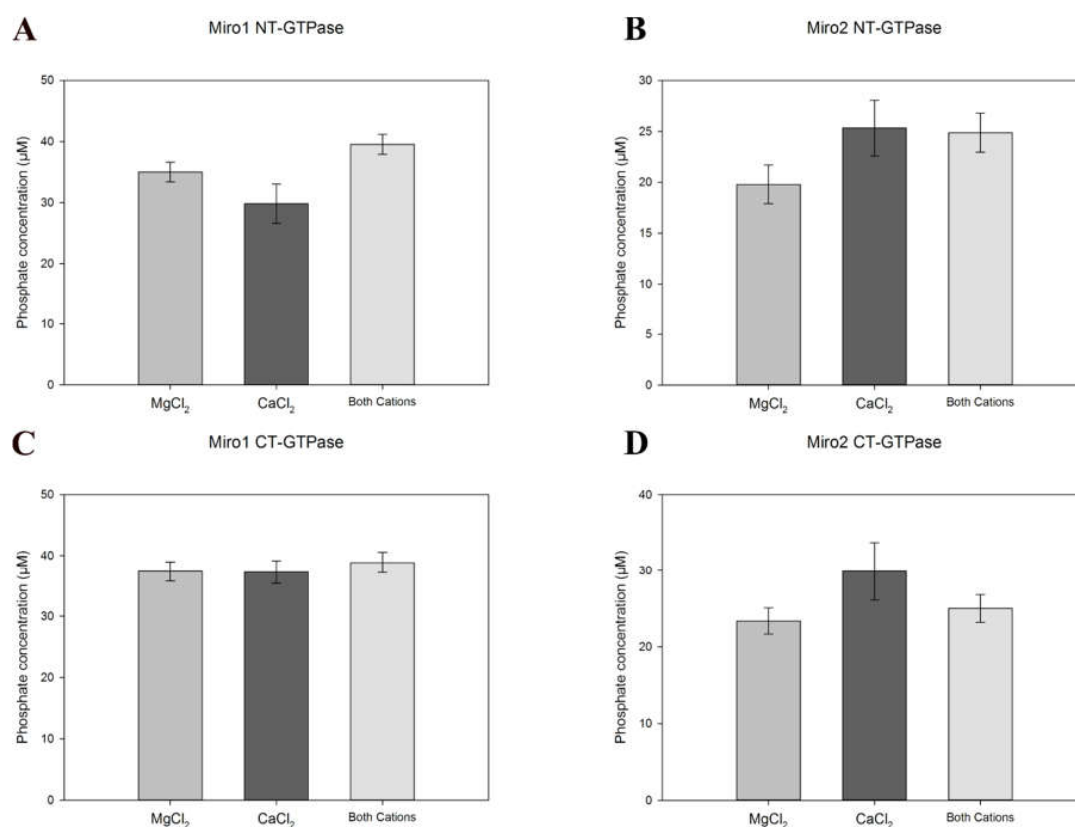 A
Miro1 NT-GTPase
Phosphate concentration (µM)
50
40
30
20
10
0
MgCl₂
CaCl₂
Both Cations
B
Miro2 NT-GTPase
Phosphate concentration (µM)
30
25
20
15
10
5
0
MgCl₂
CaCl₂
Both Cations
C
Miro1 CT-GTPase
Phosphate concentration (µM)
50
40
30
20
10
0
MgCl₂
CaCl₂
Both Cations
D
Miro2 CT-GTPase
Phosphate concentration (µM)
40
30
20
10
0
MgCl₂
CaCl₂
Both Cations